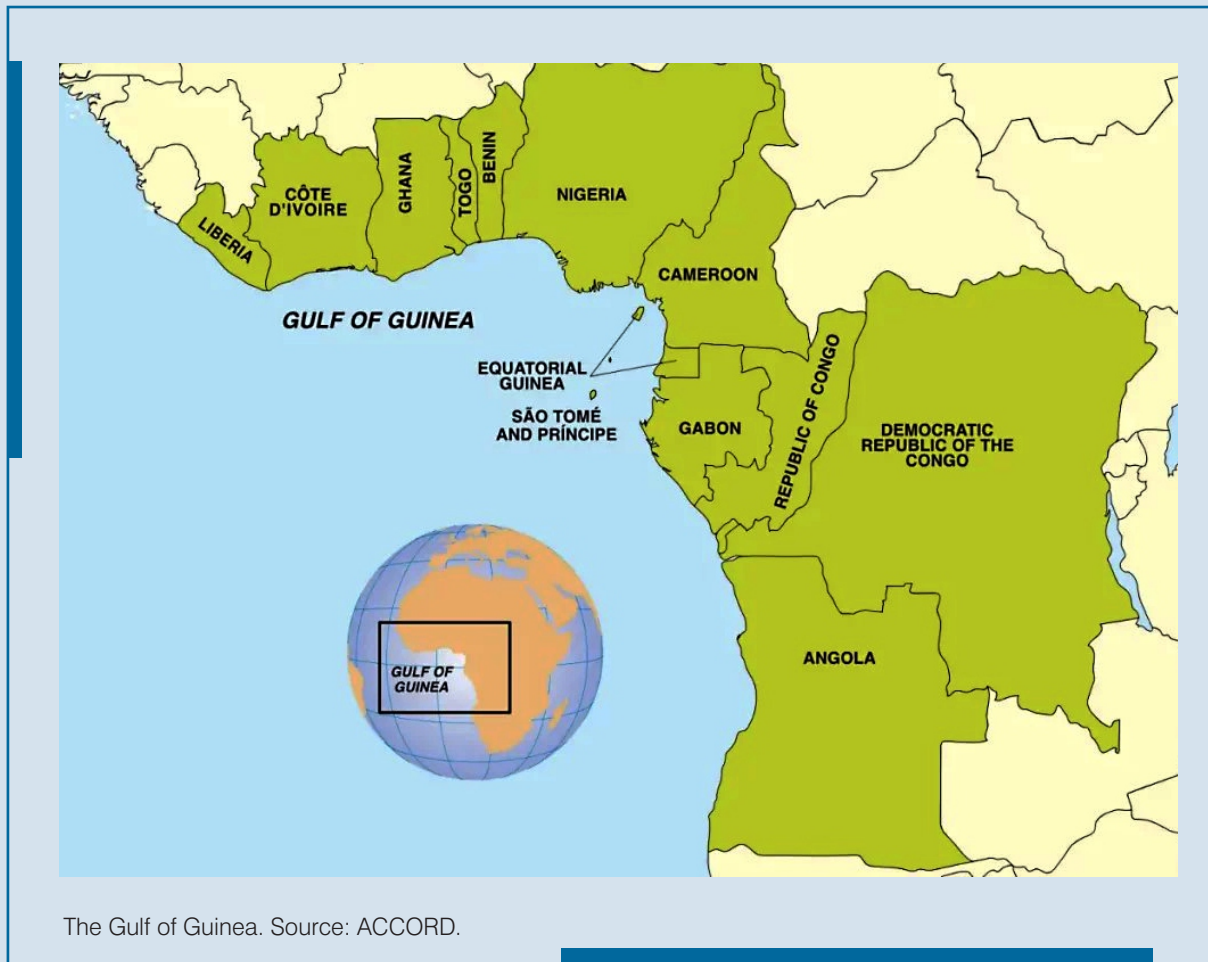 LIBERIA
CÔTE
D'IVOIRE
GHANA
TOGO
BENIN
NIGERIA
CAMEROON
GULF OF GUINEA
EQUATORIAL
GUINEA
SÃO TOMÉ
AND PRÍNCIPE
GABON
REPUBLIC OF CONGO
DEMOCRATIC
REPUBLIC OF THE
CONGO
ANGOLA
GULF OF
GUINEA
The Gulf of Guinea. Source: ACCORD.